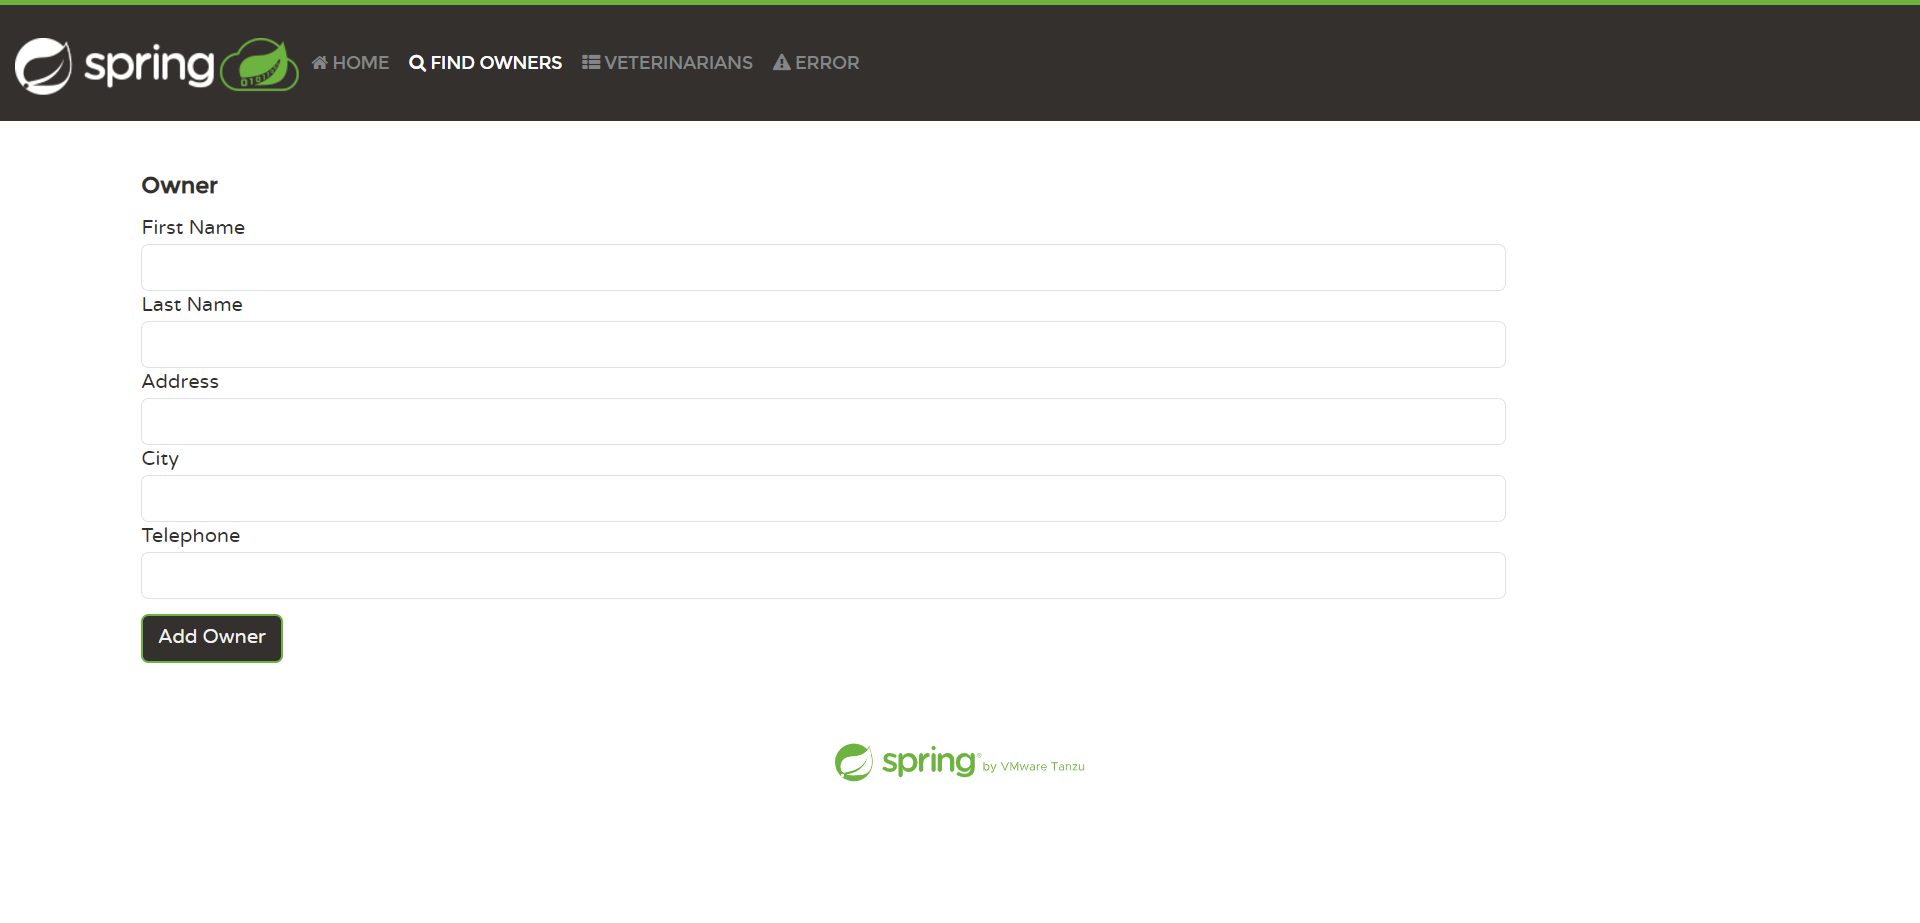 spring HOME FIND OWNERS VETERINARIANS ERROR
Owner
First Name
Last Name
Address
City
Telephone
Add Owner
spring by VMware Tanzu